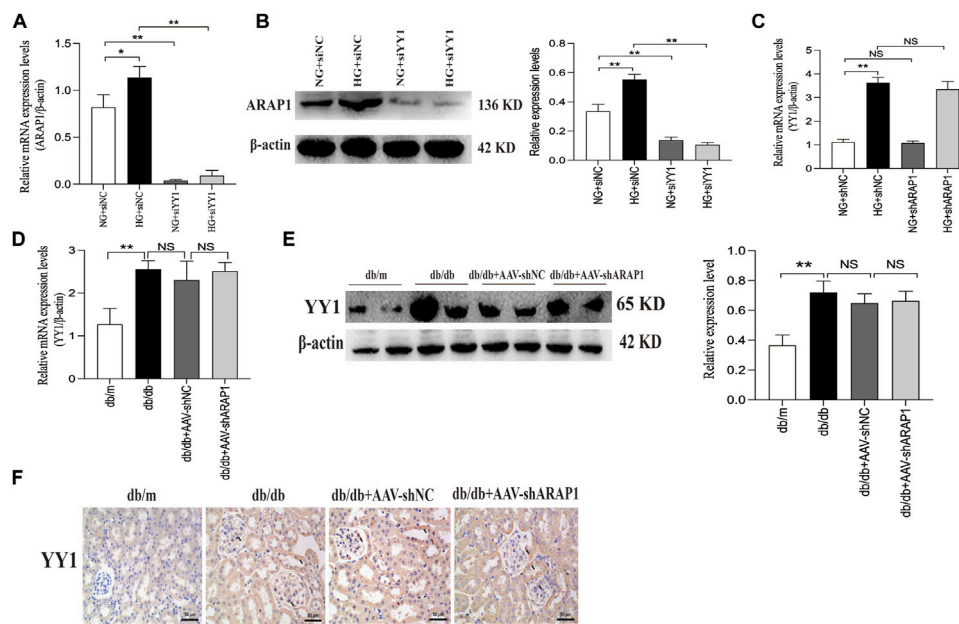 A
Relative mRNA expression levels
(ARAP1/β-actin)
1.5
1.0
0.5
0.0
**
**
*
NG+siNC
HG+siNC
NG+siYY1
HG+siYY1
B
NG+siNC
HG+siNC
NG+siYY1
HG+siYY1
ARAP1
136 KD
β-actin
42 KD
Relative expression levels
0.8
0.6
0.4
0.2
0.0
**
**
**
NG+siNC
HG+siNC
NG+siYY1
HG+siYY1
C
Relative mRNA expression levels
(YY1/β-actin)
5
4
3
2
1
0
NS
NS
**
NG+shNC
HG+shNC
NG+shARAP1
HG+shARAP1
D
Relative mRNA expression levels
(YY1/β-actin)
3
2
1
0
**
NS
NS
db/m
db/db
db/db+AAV-shNC
db/db+AAV-shARAP1
E
db/m
db/db
db/db+AAV-shNC
db/db+AAV-shARAP1
YY1
65 KD
β-actin
42 KD
Relative expression level
1.0
0.8
0.6
0.4
0.2
0.0
**
NS
NS
db/m
db/db
db/db+AAV-shNC
db/db+AAV-shARAP1
F
db/m
db/db
db/db+AAV-shNC
db/db+AAV-shARAP1
YY1
50 μm
50 μm
50 μm
50 μm